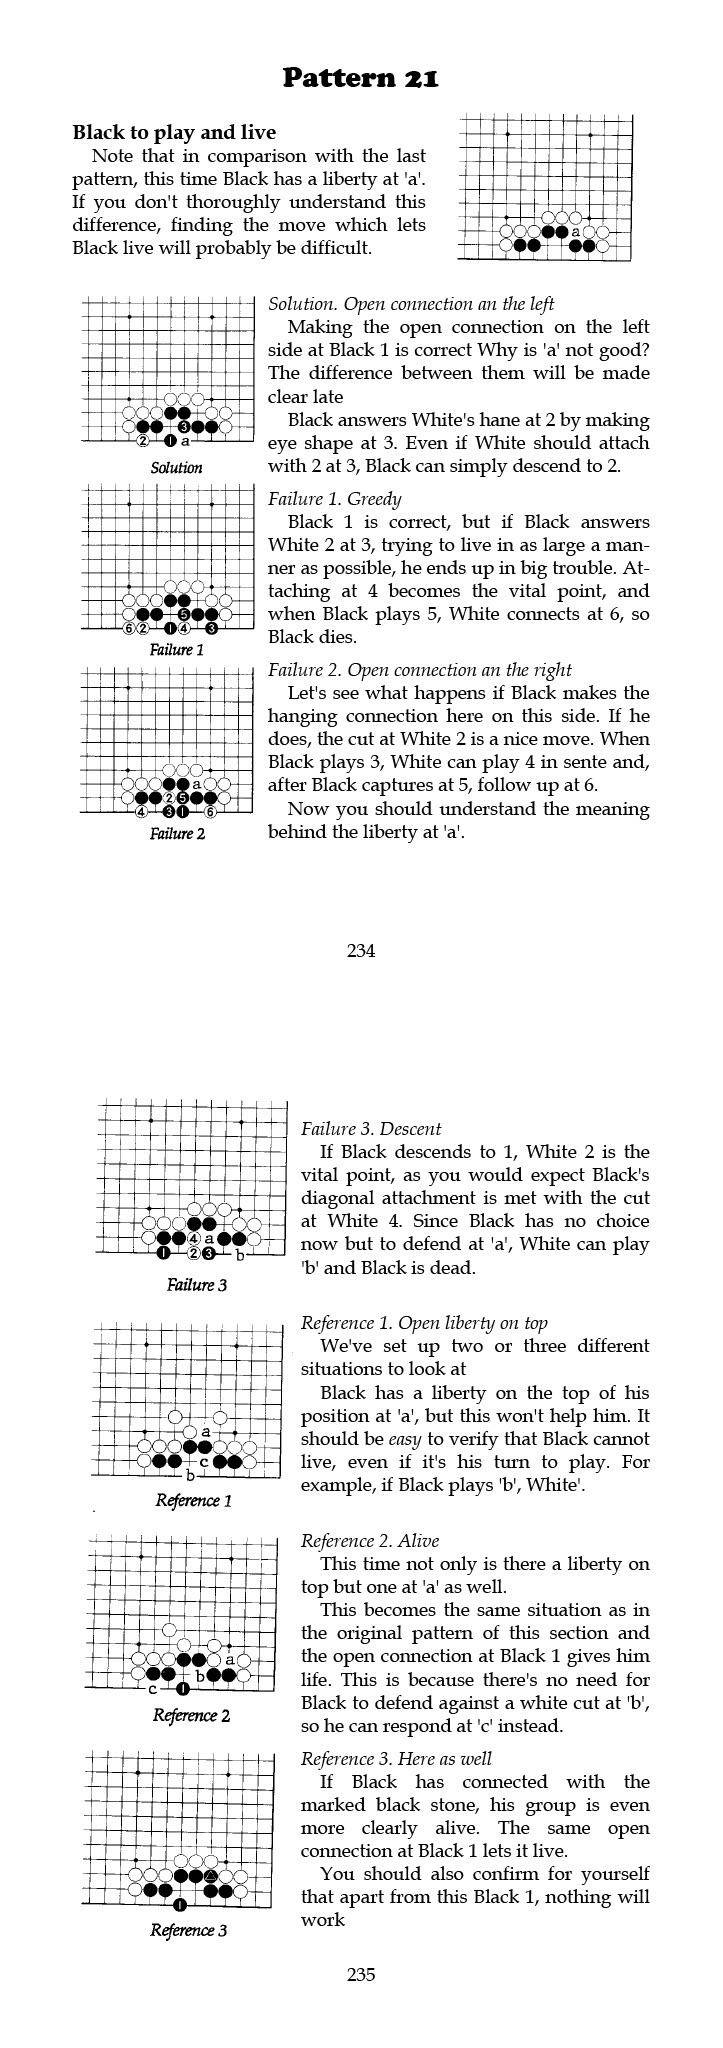 Pattern 21
Black to play and live
Note that in comparison with the last
pattern, this time Black has a liberty at 'a'.
If you don't thoroughly understand this
difference, finding the move which lets
Black live will probably be difficult.
a
Solution. Open connection an the left
Making the open connection on the left
side at Black 1 is correct Why is 'a' not good?
The difference between them will be made
clear late
Black answers White's hane at 2 by making
eye shape at 3. Even if White should attach
with 2 at 3, Black can simply descend to 2.
3
2 1 a
Solution
Failure 1. Greedy
Black 1 is correct, but if Black answers
White 2 at 3, trying to live in as large a man-
ner as possible, he ends up in big trouble. At-
taching at 4 becomes the vital point, and
when Black plays 5, White connects at 6, so
Black dies.
5
6 2 1 4 3
Failure 1
Failure 2. Open connection an the right
Let's see what happens if Black makes the
hanging connection here on this side. If he
does, the cut at White 2 is a nice move. When
Black plays 3, White can play 4 in sente and,
after Black captures at 5, follow up at 6.
Now you should understand the meaning
behind the liberty at 'a'.
a
2 5
4 3 1 6
Failure 2
234
Failure 3. Descent
If Black descends to 1, White 2 is the
vital point, as you would expect Black's
diagonal attachment is met with the cut
at White 4. Since Black has no choice
now but to defend at 'a', White can play
'b' and Black is dead.
4 a
1 2 3 b
Failure 3
Reference 1. Open liberty on top
We've set up two or three different
situations to look at
Black has a liberty on the top of his
position at 'a', but this won't help him. It
should be easy to verify that Black cannot
live, even if it's his turn to play. For
example, if Black plays 'b', White'.
a
c
b
Reference 1
Reference 2. Alive
This time not only is there a liberty on
top but one at 'a' as well.
This becomes the same situation as in
the original pattern of this section and
the open connection at Black 1 gives him
life. This is because there's no need for
Black to defend against a white cut at 'b',
so he can respond at 'c' instead.
a
b
c 1
Reference 2
Reference 3. Here as well
If Black has connected with the
marked black stone, his group is even
more clearly alive. The same open
connection at Black 1 lets it live.
You should also confirm for yourself
that apart from this Black 1, nothing will
work
1
Reference 3
235